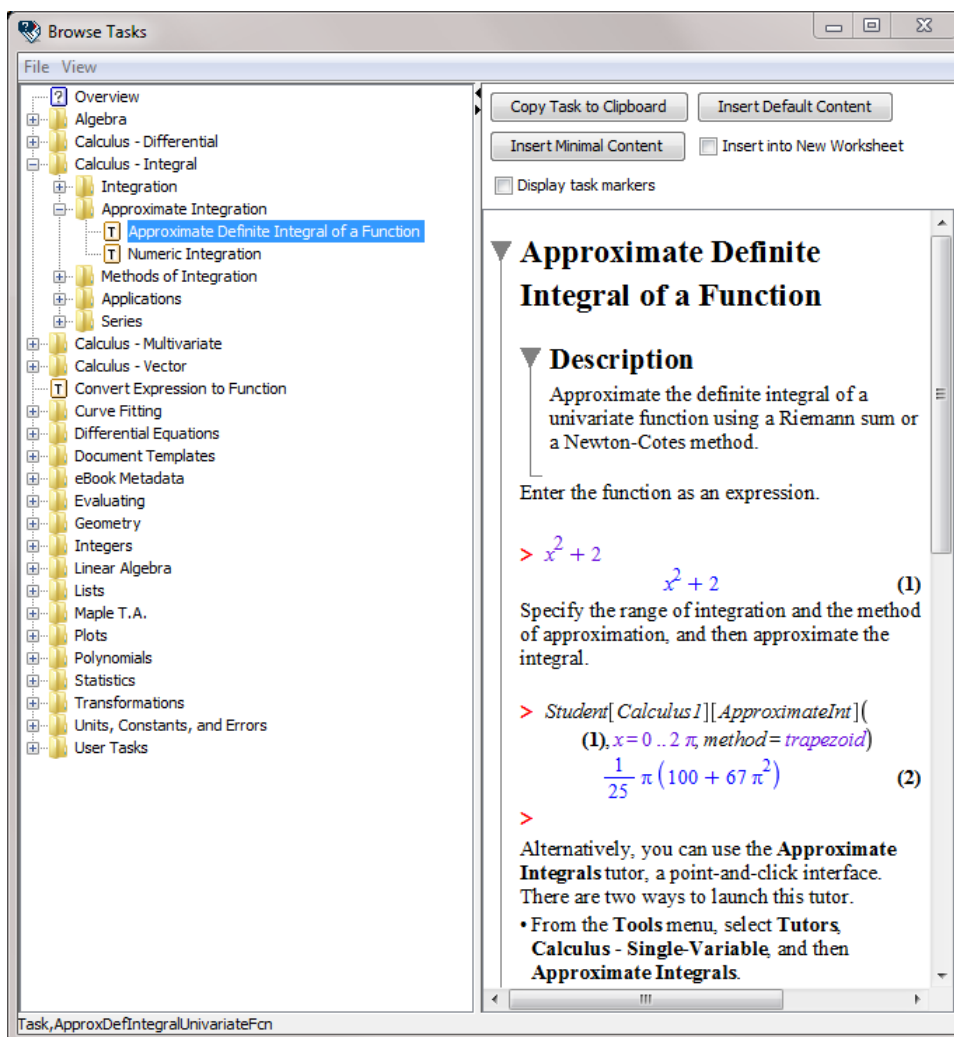 Browse Tasks
File View
Overview
Algebra
Calculus - Differential
Calculus - Integral
Integration
Approximate Integration
T Approximate Definite Integral of a Function
T Numeric Integration
Methods of Integration
Applications
Series
Calculus - Multivariate
Calculus - Vector
T Convert Expression to Function
Curve Fitting
Differential Equations
Document Templates
eBook Metadata
Evaluating
Geometry
Integers
Linear Algebra
Lists
Maple T.A.
Plots
Polynomials
Statistics
Transformations
Units, Constants, and Errors
User Tasks
Task,ApproxDefIntegralUnivariateFcn
Copy Task to Clipboard Insert Default Content
Insert Minimal Content Insert into New Worksheet
Display task markers
Approximate Definite
Integral of a Function
Description
Approximate the definite integral of a
univariate function using a Riemann sum or
a Newton-Cotes method.
Enter the function as an expression.
> x² + 2
x² + 2 (1)
Specify the range of integration and the method
of approximation, and then approximate the
integral.
> Student[Calculus1][ApproximateInt](
(1), x = 0 .. 2 π, method = trapezoid)
1/25 π (100 + 67 π²) (2)
>
Alternatively, you can use the Approximate
Integrals tutor, a point-and-click interface.
There are two ways to launch this tutor.
• From the Tools menu, select Tutors,
Calculus - Single-Variable, and then
Approximate Integrals.